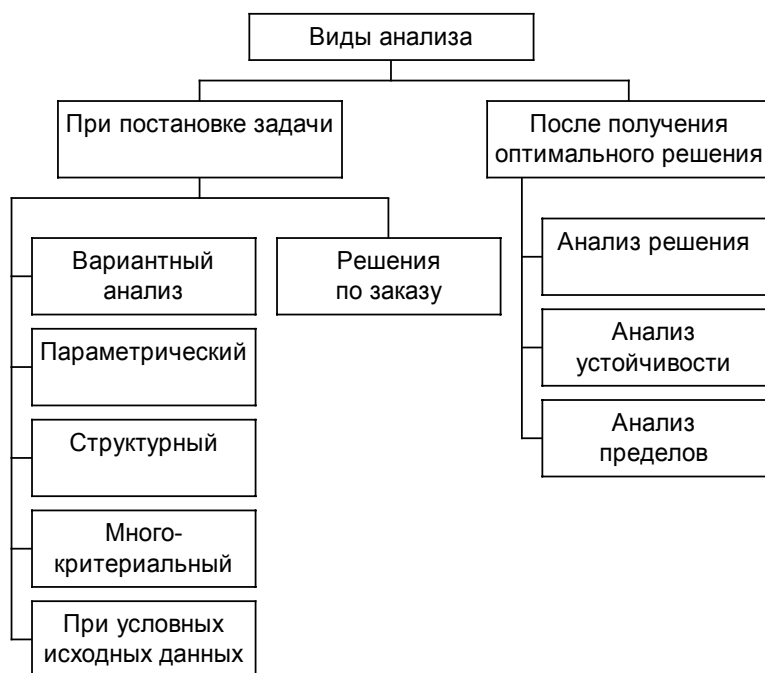 Виды анализа
При постановке задачи
После получения
оптимального решения
Вариантный
анализ
Параметрический
Структурный
Много-
критериальный
При условных
исходных данных
Решения
по заказу
Анализ решения
Анализ
устойчивости
Анализ
пределов